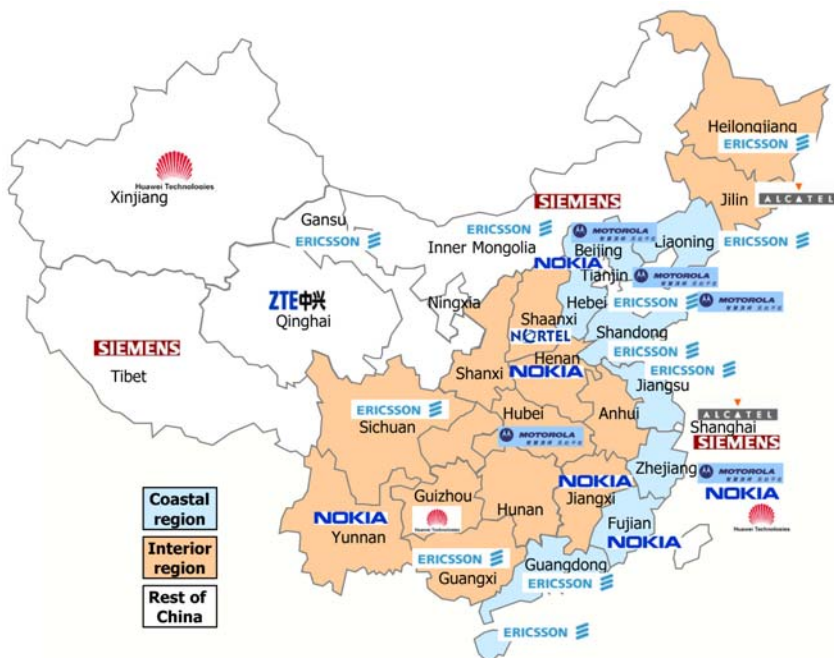 Heilongjiang
ERICSSON
Huawei Technologies
Xinjiang
Jilin
ALCATEL
SIEMENS
Gansu
ERICSSON
ERICSSON
Inner Mongolia
MOTOROLA
Beijing
Liaoning
ERICSSON
NOKIA
Tianjin
MOTOROLA
ZTE中兴
Qinghai
Ningxia
Hebei
ERICSSON
MOTOROLA
Shaanxi
NORTEL
Shandong
SIEMENS
Tibet
Henan
ERICSSON
Shanxi
NOKIA
ERICSSON
Jiangsu
ERICSSON
Sichuan
Hubei
Anhui
ALCATEL
Shanghai
MOTOROLA
SIEMENS
Zhejiang
MOTOROLA
NOKIA
Jiangxi
NOKIA
Huawei Technologies
Coastal
region
Guizhou
Huawei Technologies
Hunan
NOKIA
Yunnan
Fujian
NOKIA
Interior
region
ERICSSON
Guangxi
Guangdong
ERICSSON
Rest of
China
ERICSSON